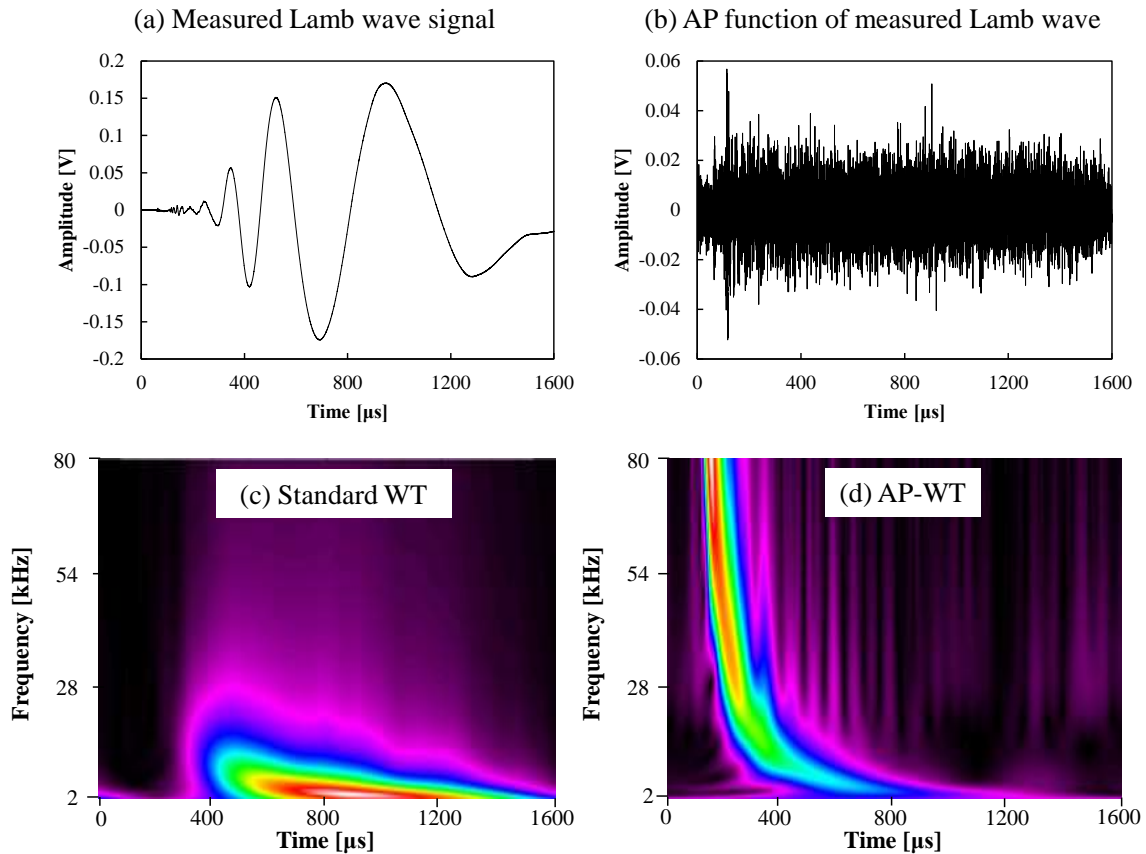 (a) Measured Lamb wave signal
0.2
0.15
0.1
0.05
0
-0.05
-0.1
-0.15
-0.2
Amplitude [V]
0 400 800 1200 1600
Time [μs]
(b) AP function of measured Lamb wave
0.06
0.04
0.02
0
-0.02
-0.04
-0.06
Amplitude [V]
0 400 800 1200 1600
Time [μs]
(c) Standard WT
80
54
28
2
Frequency [kHz]
0 400 800 1200 1600
Time [μs]
(d) AP-WT
80
54
28
2
Frequency [kHz]
0 400 800 1200 1600
Time [μs]